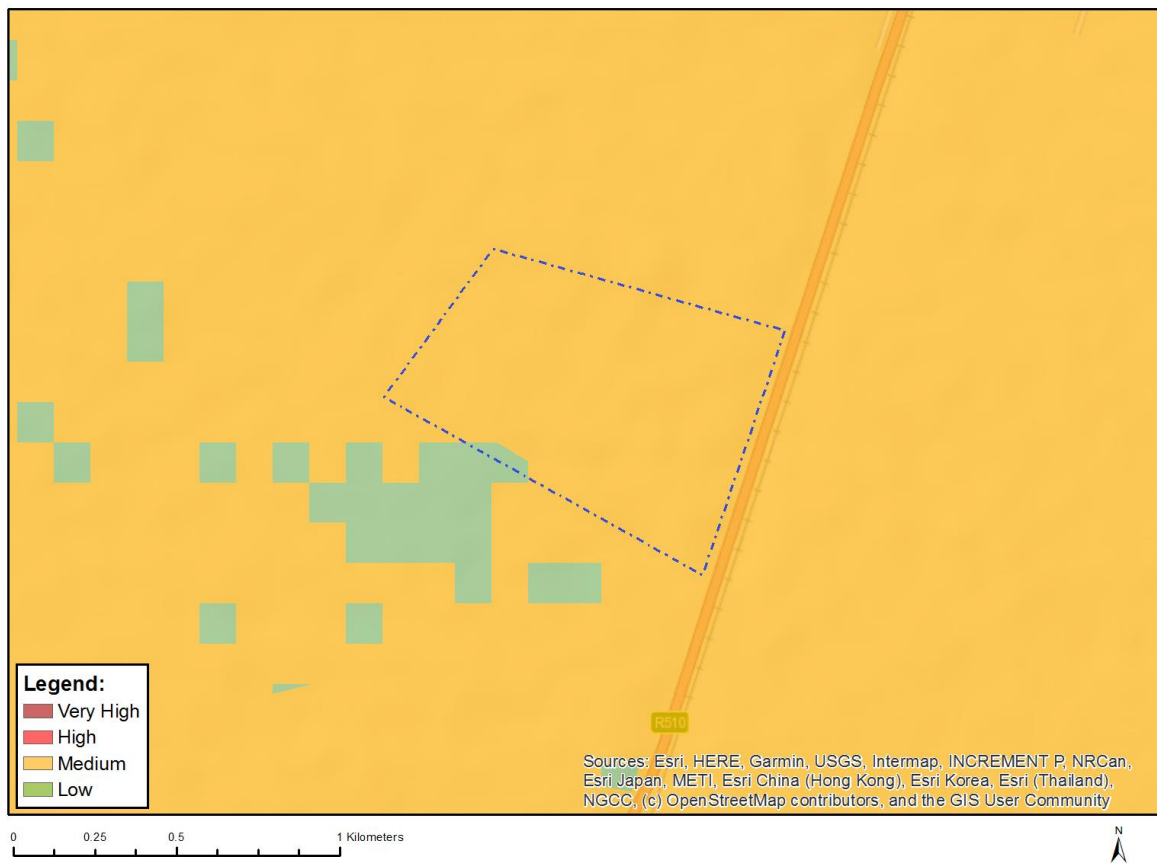 R510
Legend:
Very High
High
Medium
Low
Sources: Esri, HERE, Garmin, USGS, Intermap, INCREMENT P, NRCan,
Esri Japan, METI, Esri China (Hong Kong), Esri Korea, Esri (Thailand),
NGCC, (c) OpenStreetMap contributors, and the GIS User Community
0 0.25 0.5 1 Kilometers
N